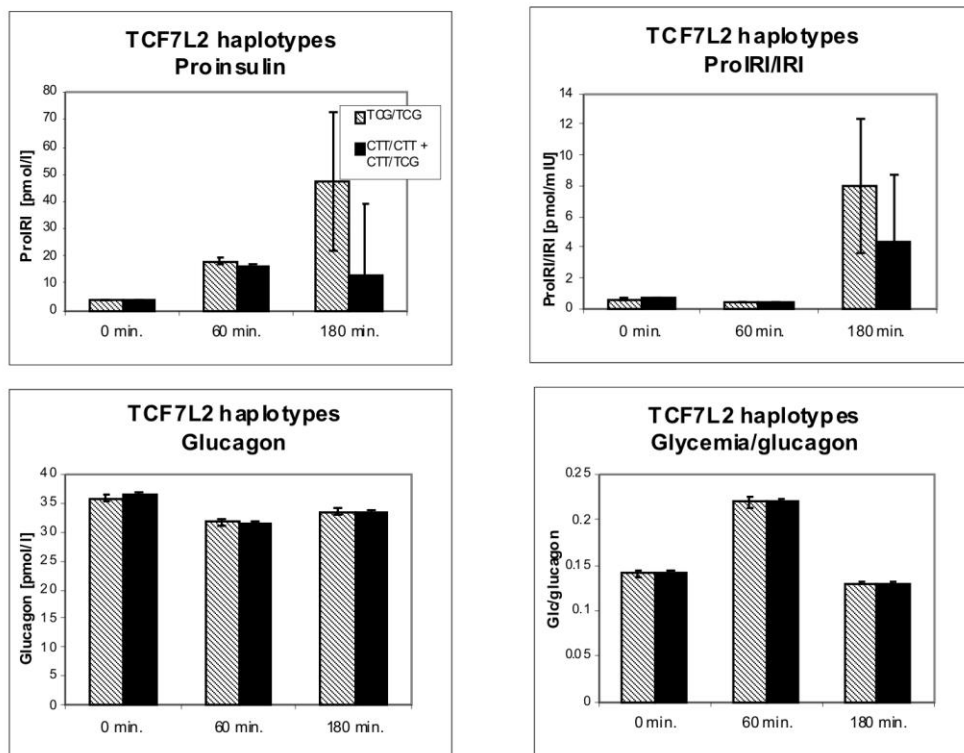 TCF7L2 haplotypes
Proinsulin
ProIRI [pmol/l]
80
70
60
50
40
30
20
10
0
TCG/TCG
CTT/CTT +
CTT/TCG
0 min.
60 min.
180 min.
TCF7L2 haplotypes
ProIRI/IRI
ProIRI/IRI [pmol/mIU]
14
12
10
8
6
4
2
0
0 min.
60 min.
180 min.
TCF7L2 haplotypes
Glucagon
Glucagon [pmol/l]
40
35
30
25
20
15
10
5
0
0 min.
60 min.
180 min.
TCF7L2 haplotypes
Glycemia/glucagon
Glc/glucagon
0.25
0.2
0.15
0.1
0.05
0
0 min.
60 min.
180 min.